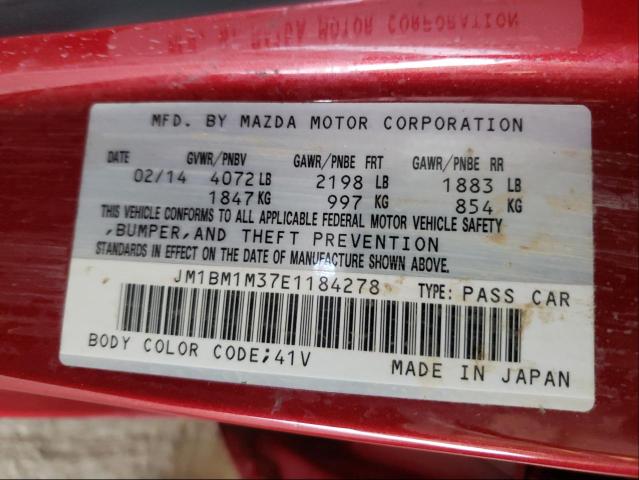 MFD. BY MAZDA MOTOR CORPORATION
DATE GVWR/PNBV GAWR/PNBE FRT GAWR/PNBE RR
02/14 4072 LB 2198 LB 1883 LB
1847 KG 997 KG 854 KG
THIS VEHICLE CONFORMS TO ALL APPLICABLE FEDERAL MOTOR VEHICLE SAFETY
,BUMPER,AND THEFT PREVENTION
STANDARDS IN EFFECT ON THE DATE OF MANUFACTURE SHOWN ABOVE.
JM1BM1M37E1184278 TYPE: PASS CAR
BODY COLOR CODE;41V MADE IN JAPAN